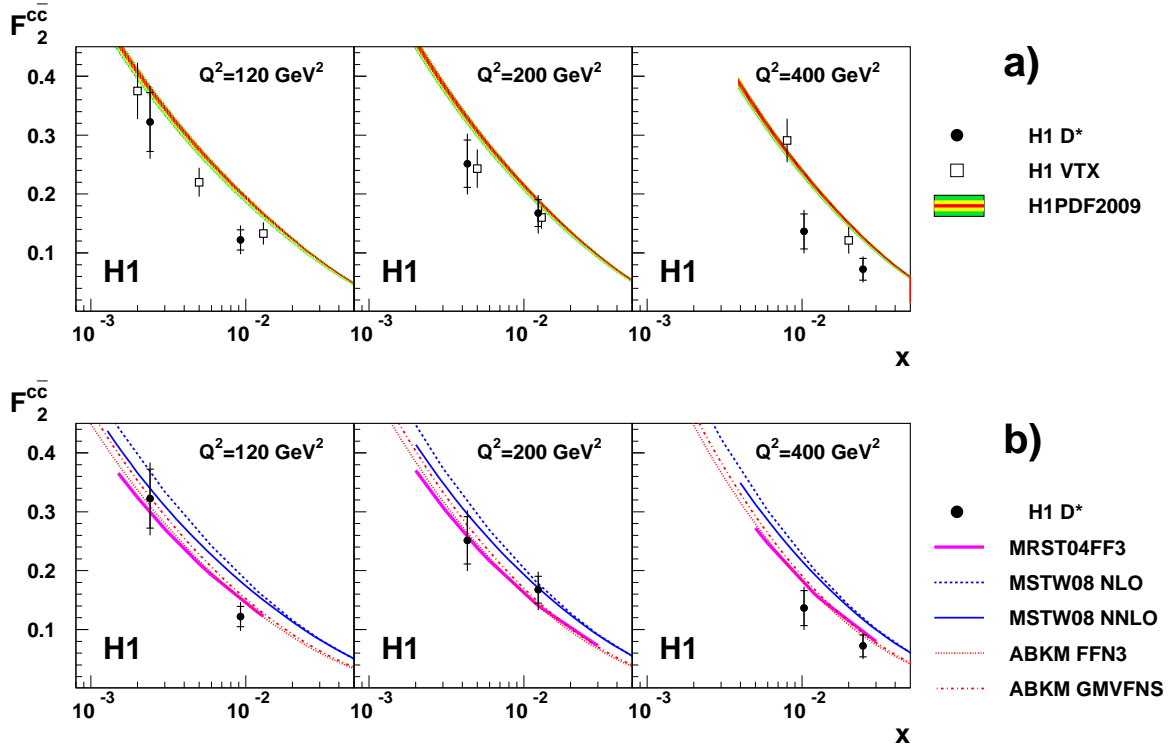 F₂^cc̄
Q²=120 GeV²
Q²=200 GeV²
Q²=400 GeV²
a)
0.4
0.3
0.2
0.1
H1 D*
H1 VTX
H1PDF2009
H1
H1
H1
10⁻³
10⁻²
10⁻³
10⁻²
10⁻³
10⁻²
x
F₂^cc̄
Q²=120 GeV²
Q²=200 GeV²
Q²=400 GeV²
b)
0.4
0.3
0.2
0.1
H1 D*
MRST04FF3
MSTW08 NLO
MSTW08 NNLO
ABKM FFN3
ABKM GMVFNS
H1
H1
H1
10⁻³
10⁻²
10⁻³
10⁻²
10⁻³
10⁻²
x